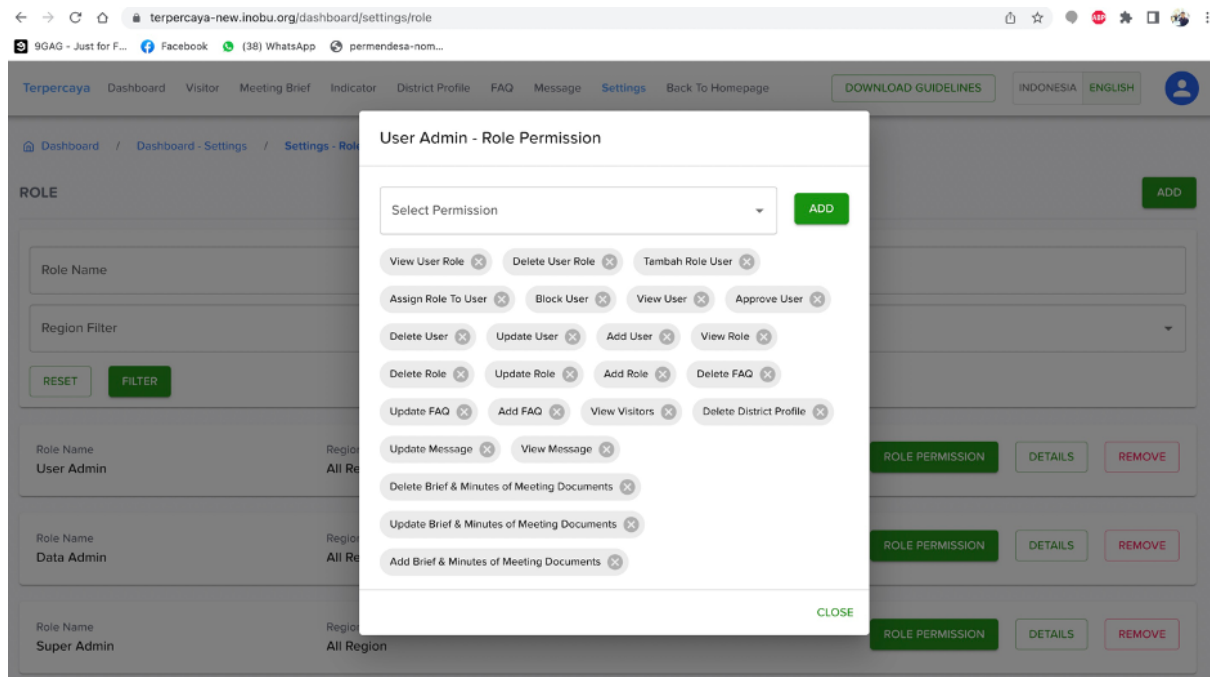 terpercaya-new.inobu.org/dashboard/settings/role
9GAG - Just for F... Facebook (38) WhatsApp permendesa-nom...
Terpercaya Dashboard Visitor Meeting Brief Indicator District Profile FAQ Message Settings Back To Homepage DOWNLOAD GUIDELINES INDONESIA ENGLISH
Dashboard / Dashboard - Settings / Settings - Role
User Admin - Role Permission
ROLE ADD
Select Permission ADD
Role Name
Region Filter
RESET FILTER
View User Role Delete User Role Tambah Role User
Assign Role To User Block User View User Approve User
Delete User Update User Add User View Role
Delete Role Update Role Add Role Delete FAQ
Update FAQ Add FAQ View Visitors Delete District Profile
Update Message View Message
Delete Brief & Minutes of Meeting Documents
Update Brief & Minutes of Meeting Documents
Add Brief & Minutes of Meeting Documents
CLOSE
Role Name Region
User Admin All Re ROLE PERMISSION DETAILS REMOVE
Role Name Region
Data Admin All Re ROLE PERMISSION DETAILS REMOVE
Role Name Region
Super Admin All Region ROLE PERMISSION DETAILS REMOVE